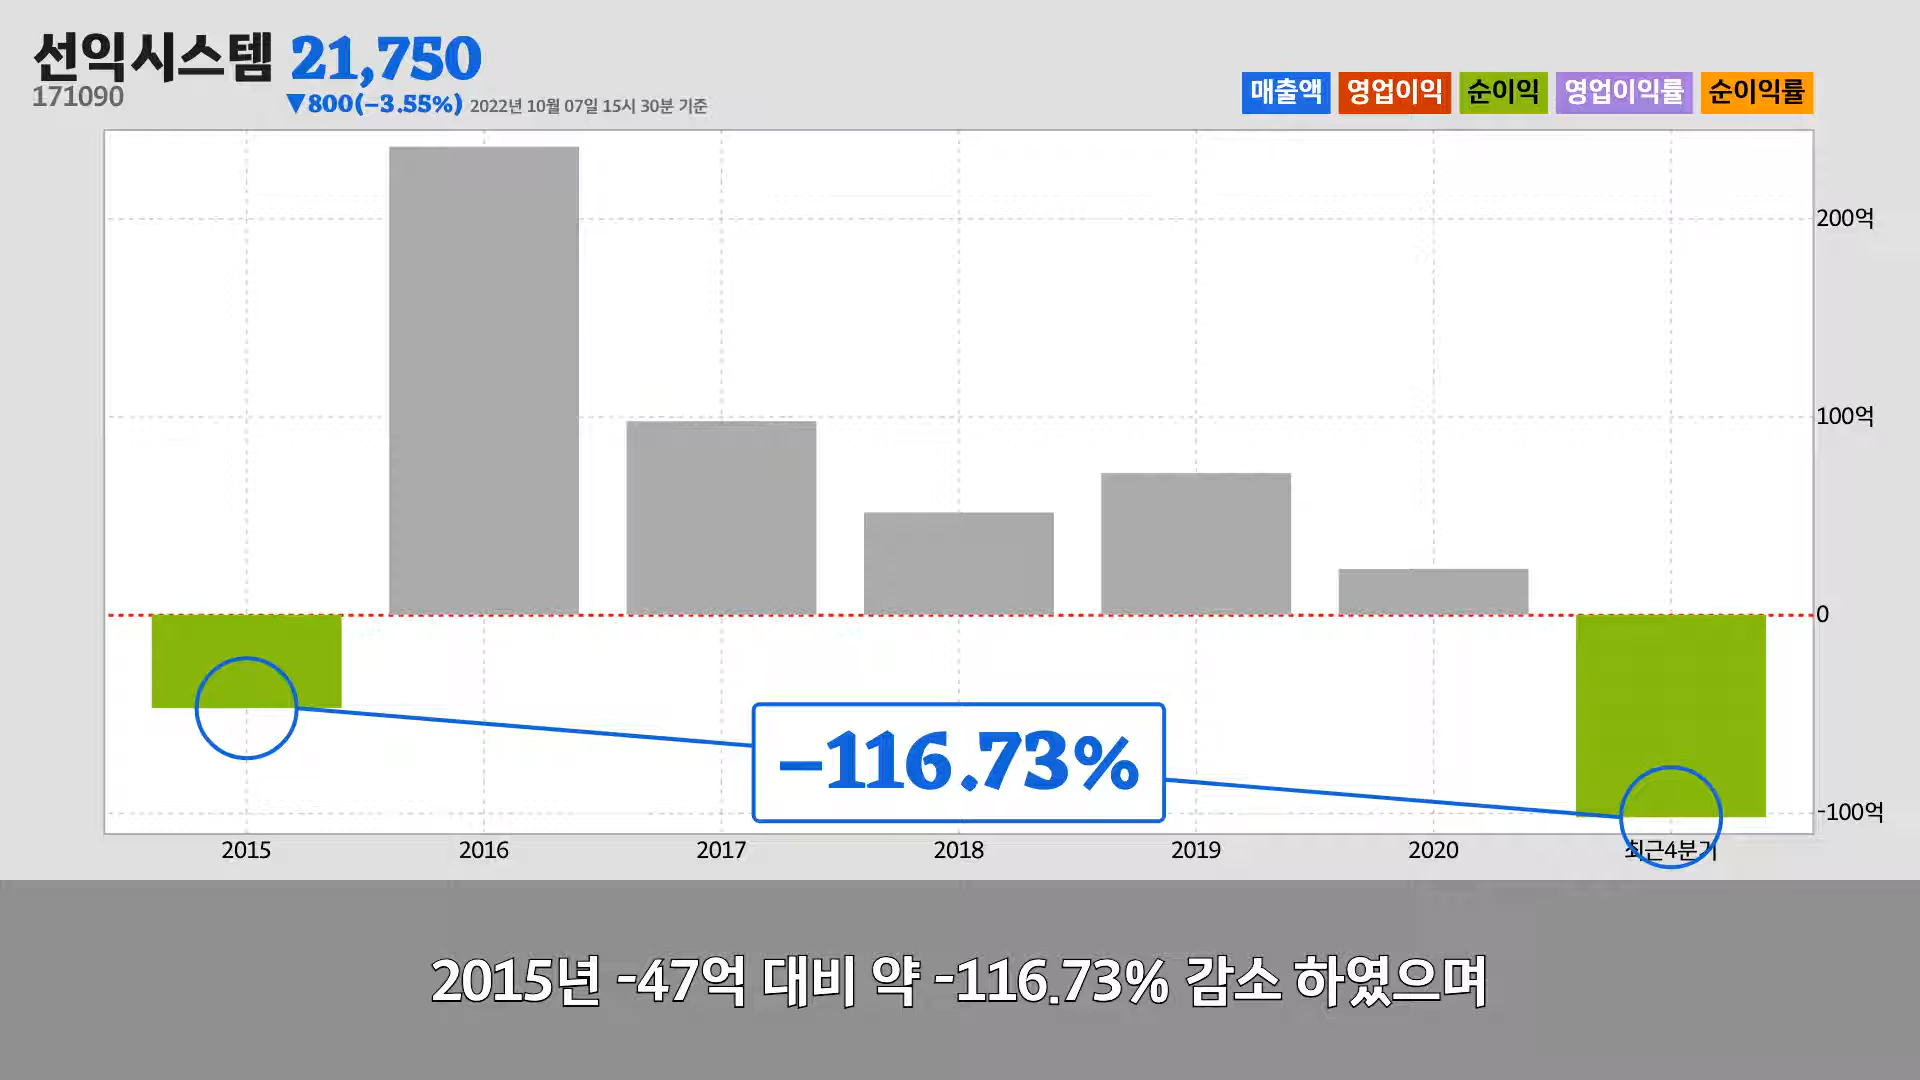 선익시스템 21,750
171090
▼800(−3.55%) 2022년 10월 07일 15시 30분 기준
매출액 영업이익 순이익 영업이익률 순이익률
200억
100억
0
-100억
−116.73%
2015 2016 2017 2018 2019 2020 최근4분기
2015년 -47억 대비 약 -116.73% 감소 하였으며